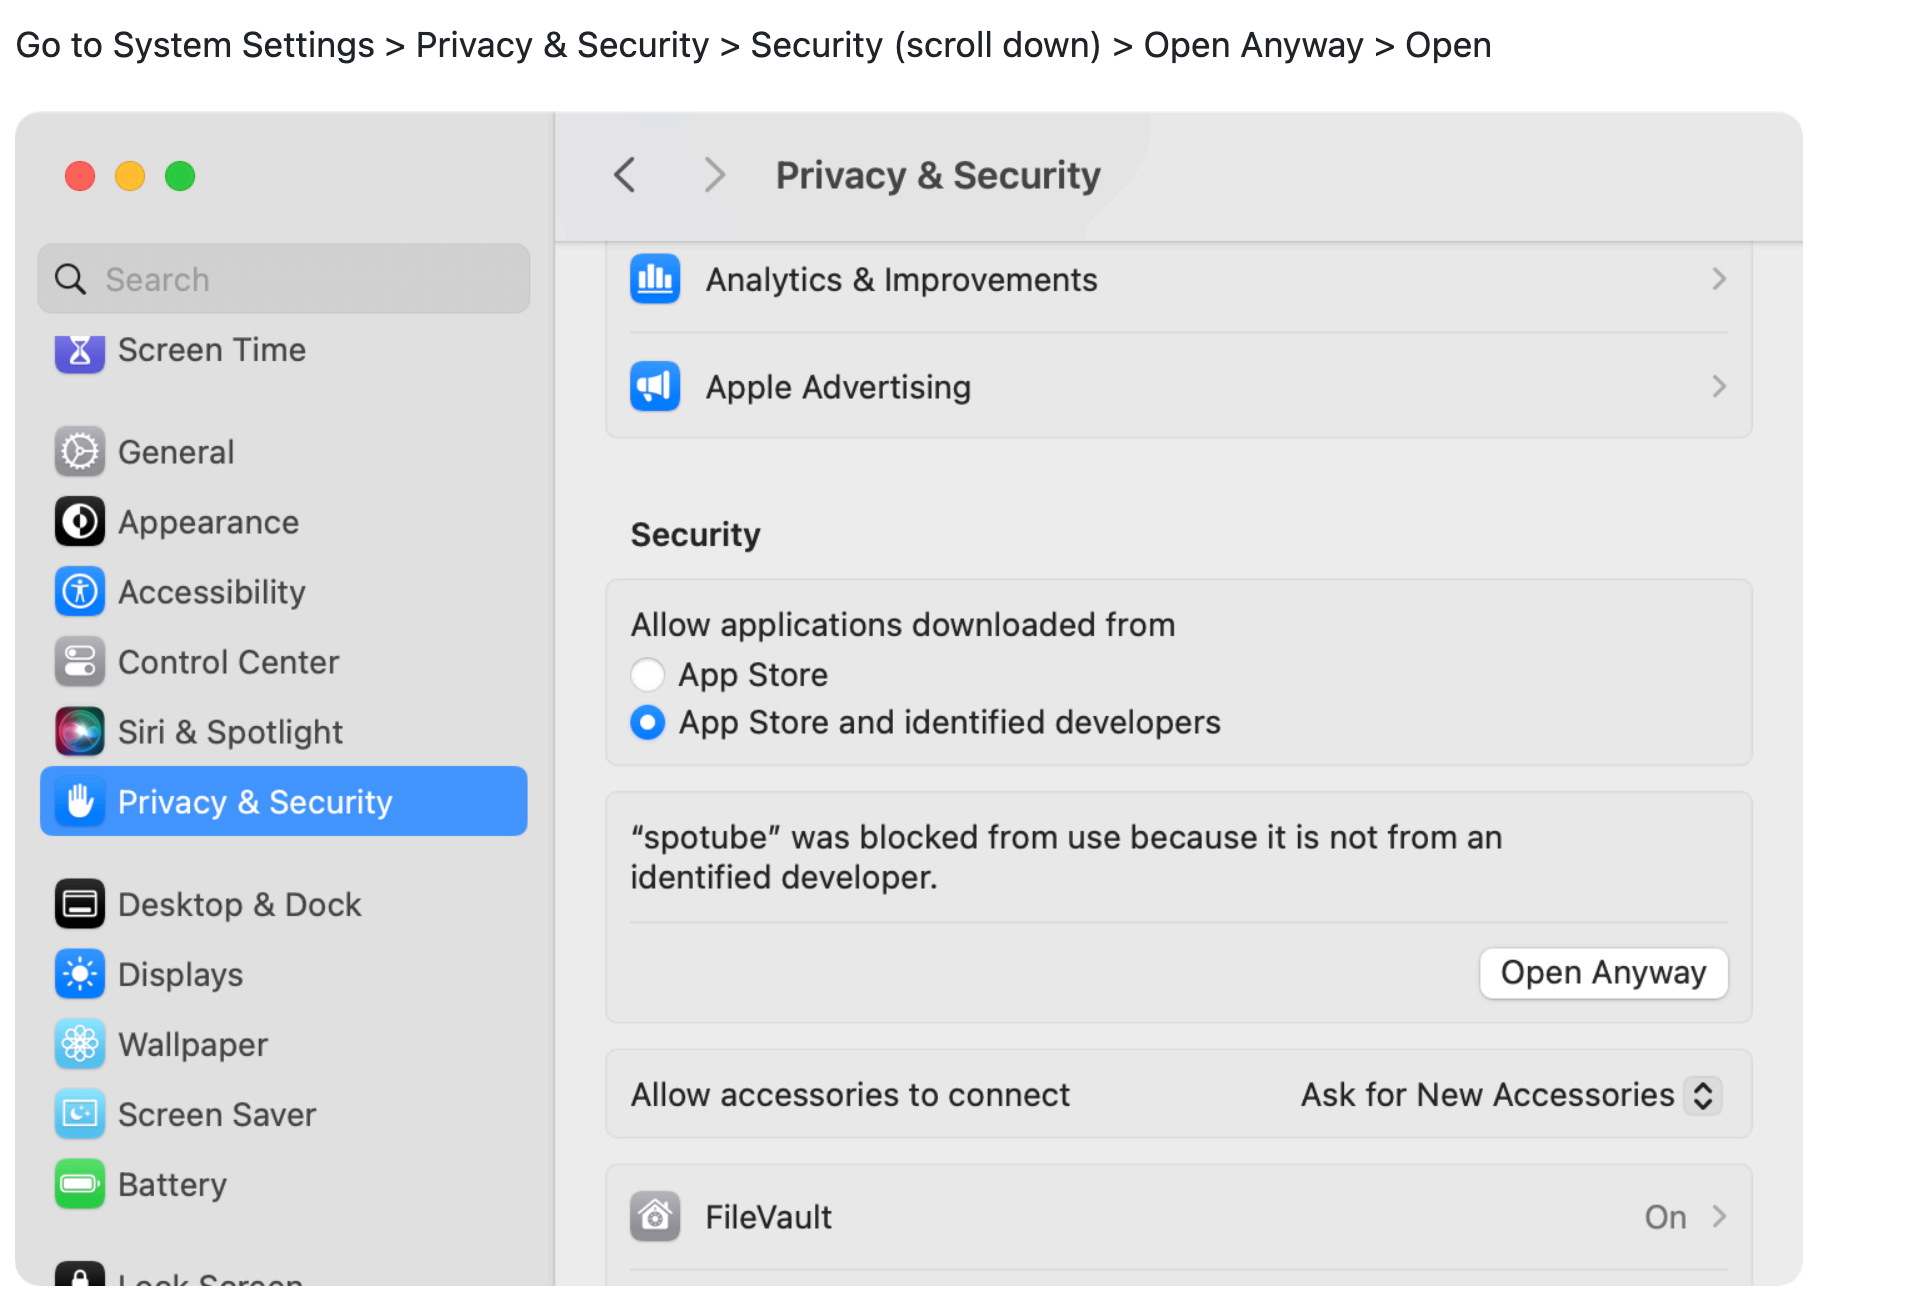 Go to System Settings > Privacy & Security > Security (scroll down) > Open Anyway > Open
Privacy & Security
Search
Screen Time
General
Appearance
Accessibility
Control Center
Siri & Spotlight
Privacy & Security
Desktop & Dock
Displays
Wallpaper
Screen Saver
Battery
Lock Screen
Analytics & Improvements
Apple Advertising
Security
Allow applications downloaded from
App Store
App Store and identified developers
“spotube” was blocked from use because it is not from an
identified developer.
Open Anyway
Allow accessories to connect Ask for New Accessories
FileVault On